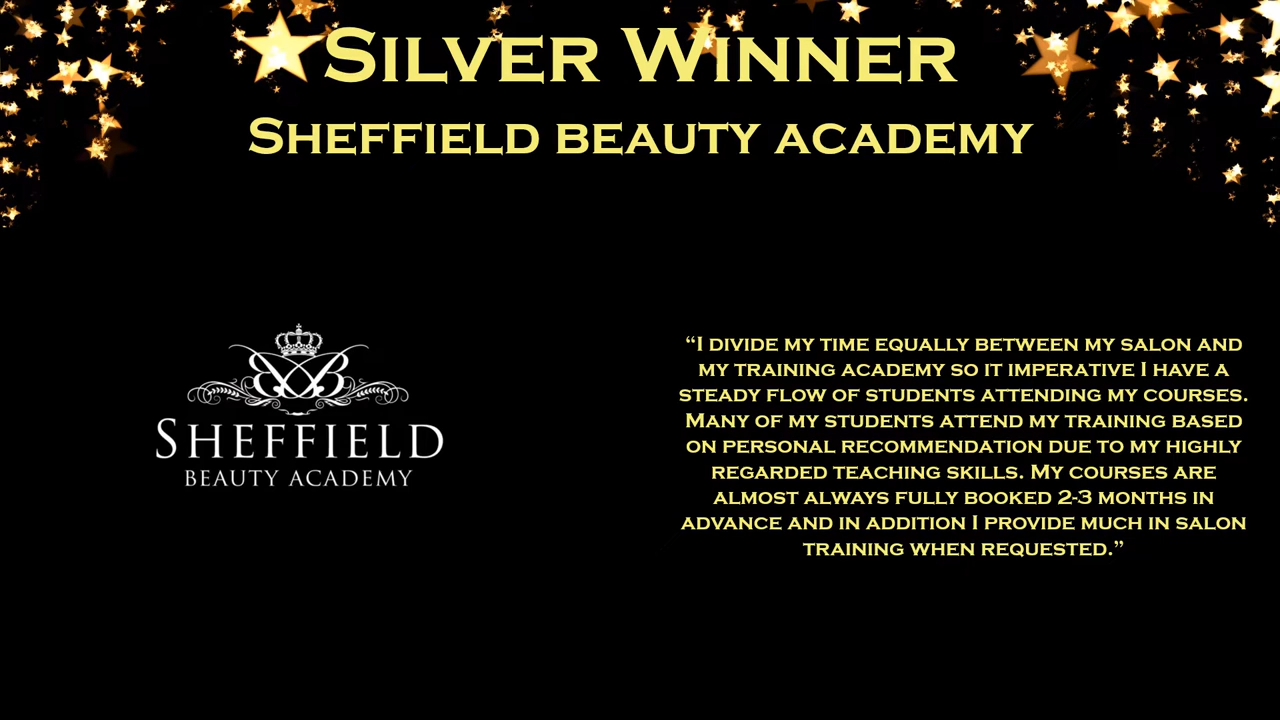 Silver Winner
Sheffield beauty academy
Sheffield
Beauty Academy
“I divide my time equally between my salon and
my training academy so it imperative I have a
steady flow of students attending my courses.
Many of my students attend my training based
on personal recommendation due to my highly
regarded teaching skills. My courses are
almost always fully booked 2-3 months in
advance and in addition I provide much in salon
training when requested.”